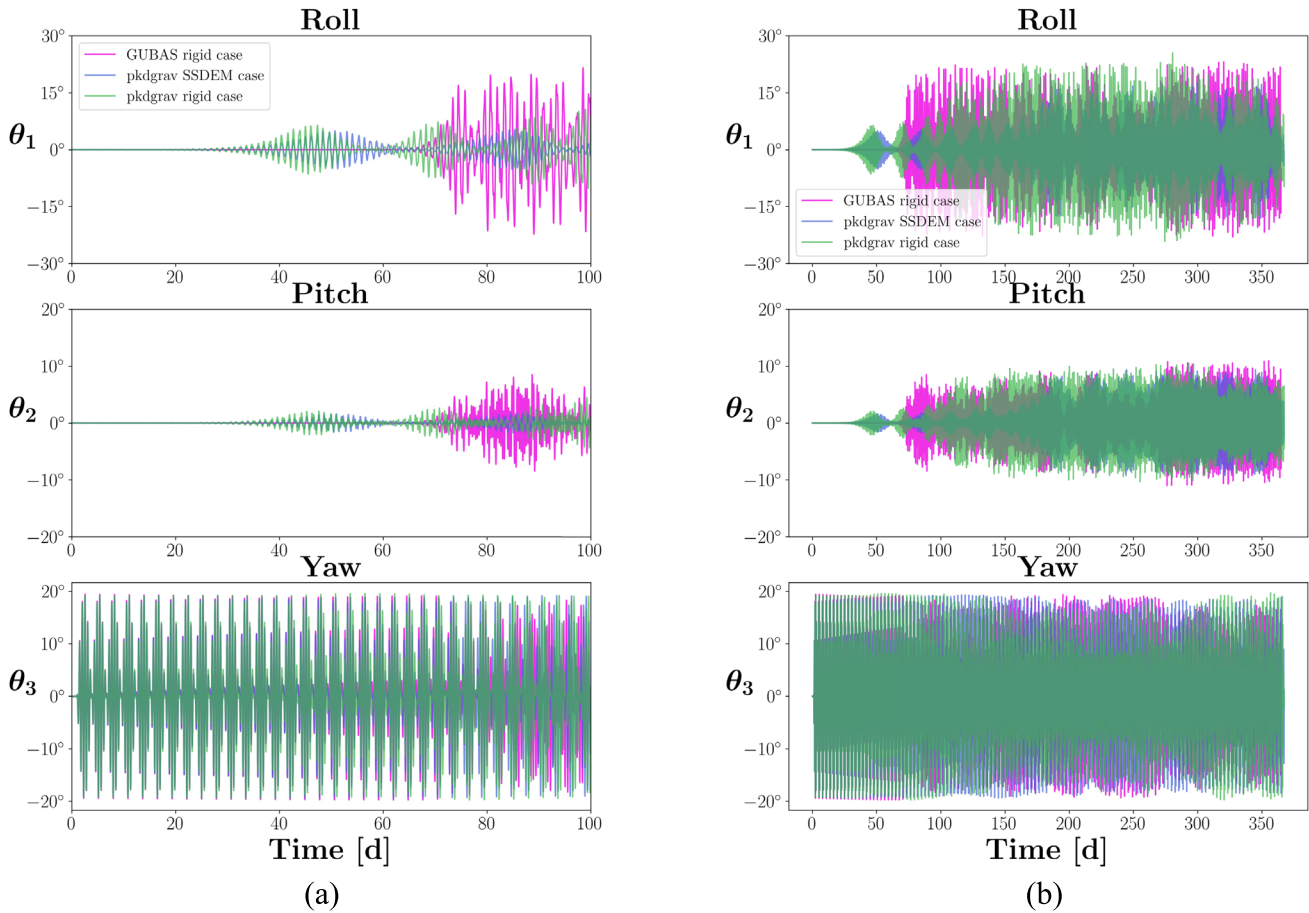 Roll
30°
15°
0°
−15°
−30°
θ1
GUBAS rigid case
pkdgrav SSDEM case
pkdgrav rigid case
0 20 40 60 80 100
Pitch
20°
10°
0°
−10°
−20°
θ2
0 20 40 60 80 100
Yaw
20°
10°
0°
−10°
−20°
θ3
0 20 40 60 80 100
Time [d]
(a)
Roll
30°
15°
0°
−15°
−30°
θ1
GUBAS rigid case
pkdgrav SSDEM case
pkdgrav rigid case
0 50 100 150 200 250 300 350
Pitch
20°
10°
0°
−10°
−20°
θ2
0 50 100 150 200 250 300 350
Yaw
20°
10°
0°
−10°
−20°
θ3
0 50 100 150 200 250 300 350
Time [d]
(b)